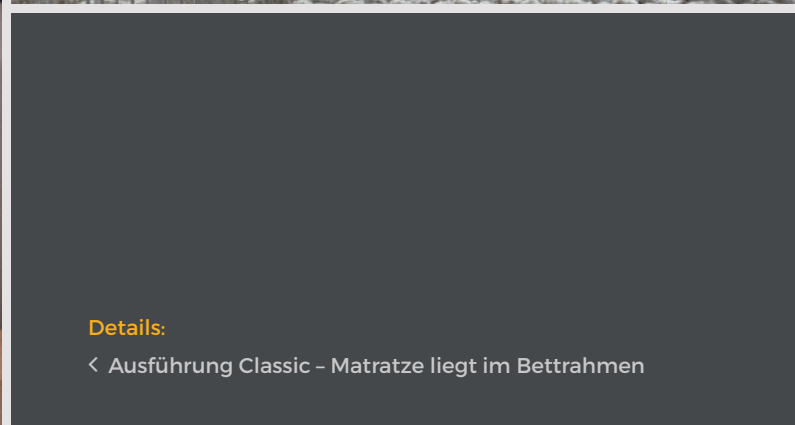 Details:
< Ausführung Classic – Matratze liegt im Bettrahmen